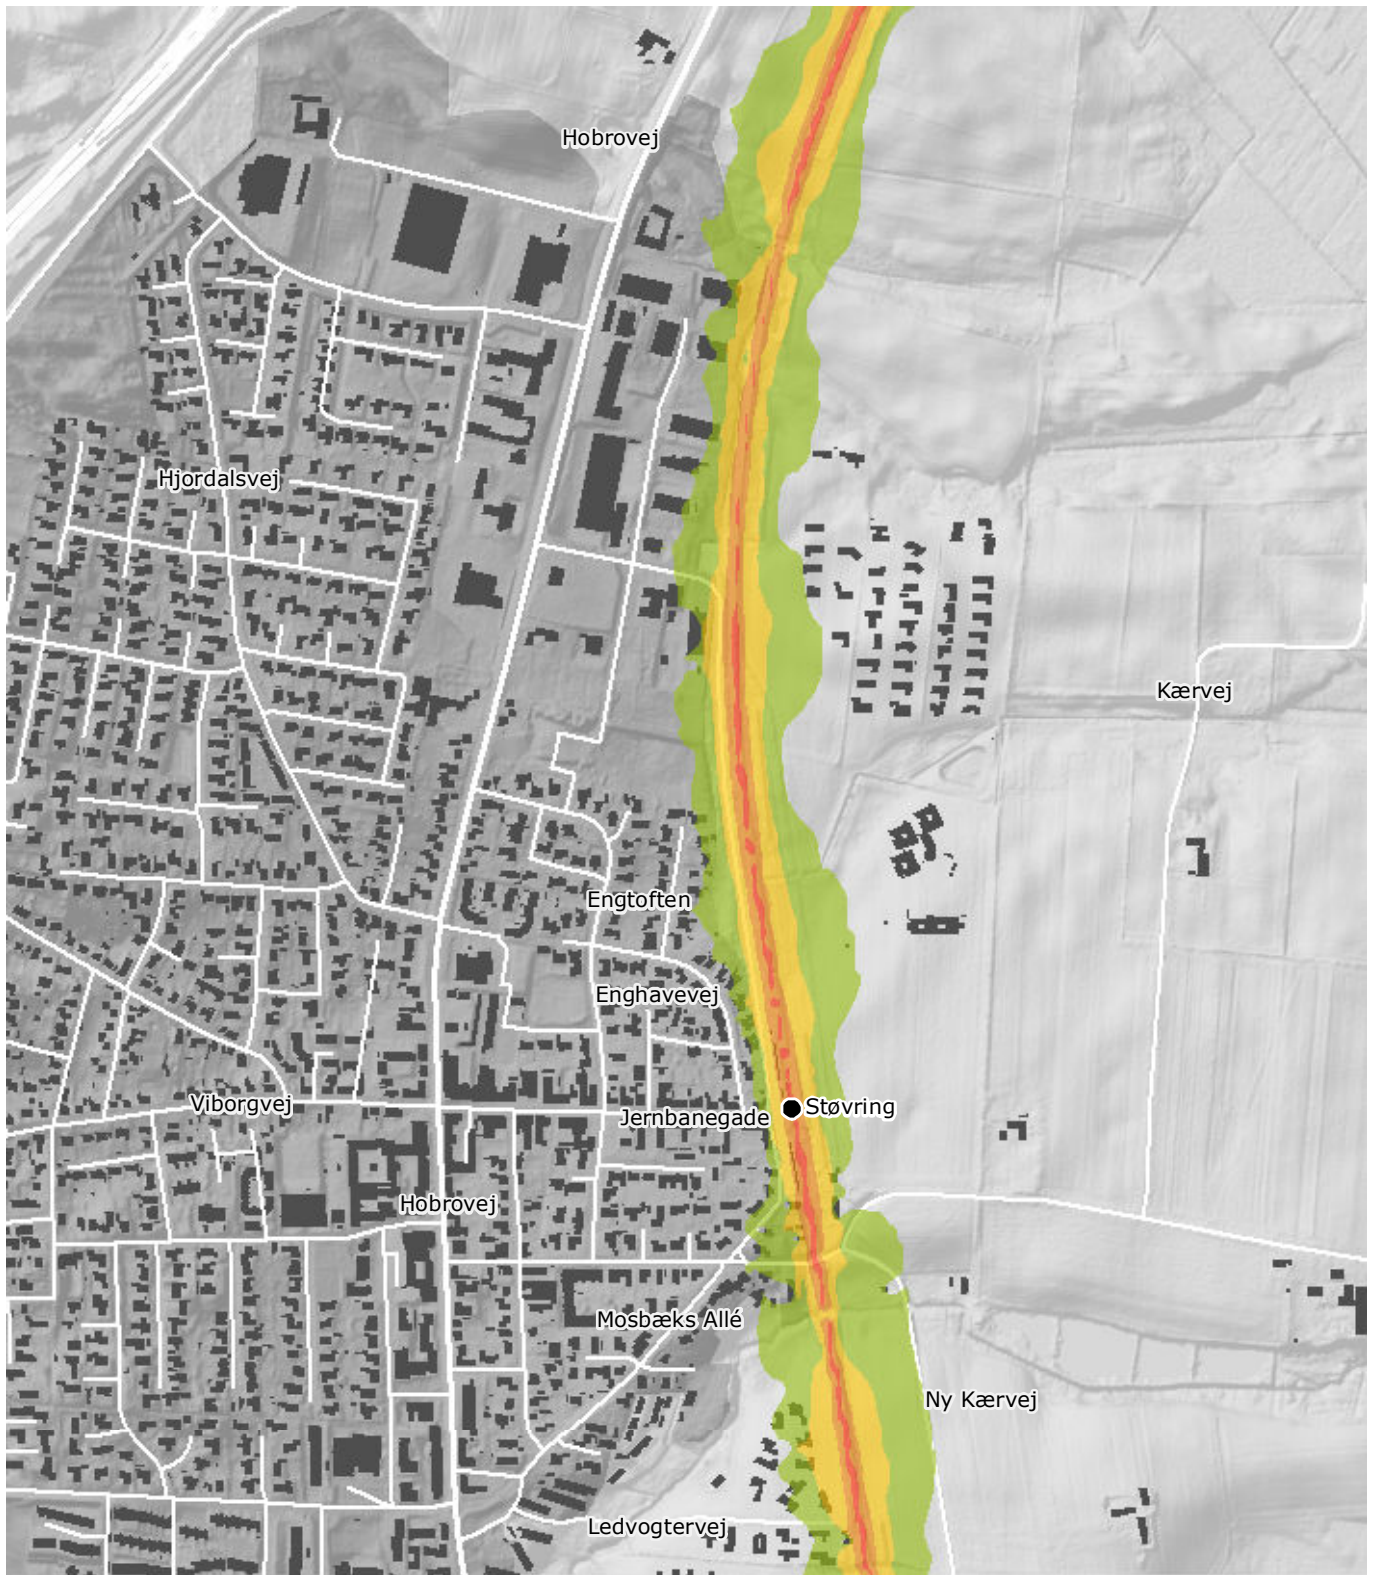 Hobrovej
Hjordalsvej
Kærvej
Engtoften
Enghavevej
Viborgvej
Jernbanegade
Støvring
Hobrovej
Mosbæks Allé
Ny Kærvej
Ledvogtervej